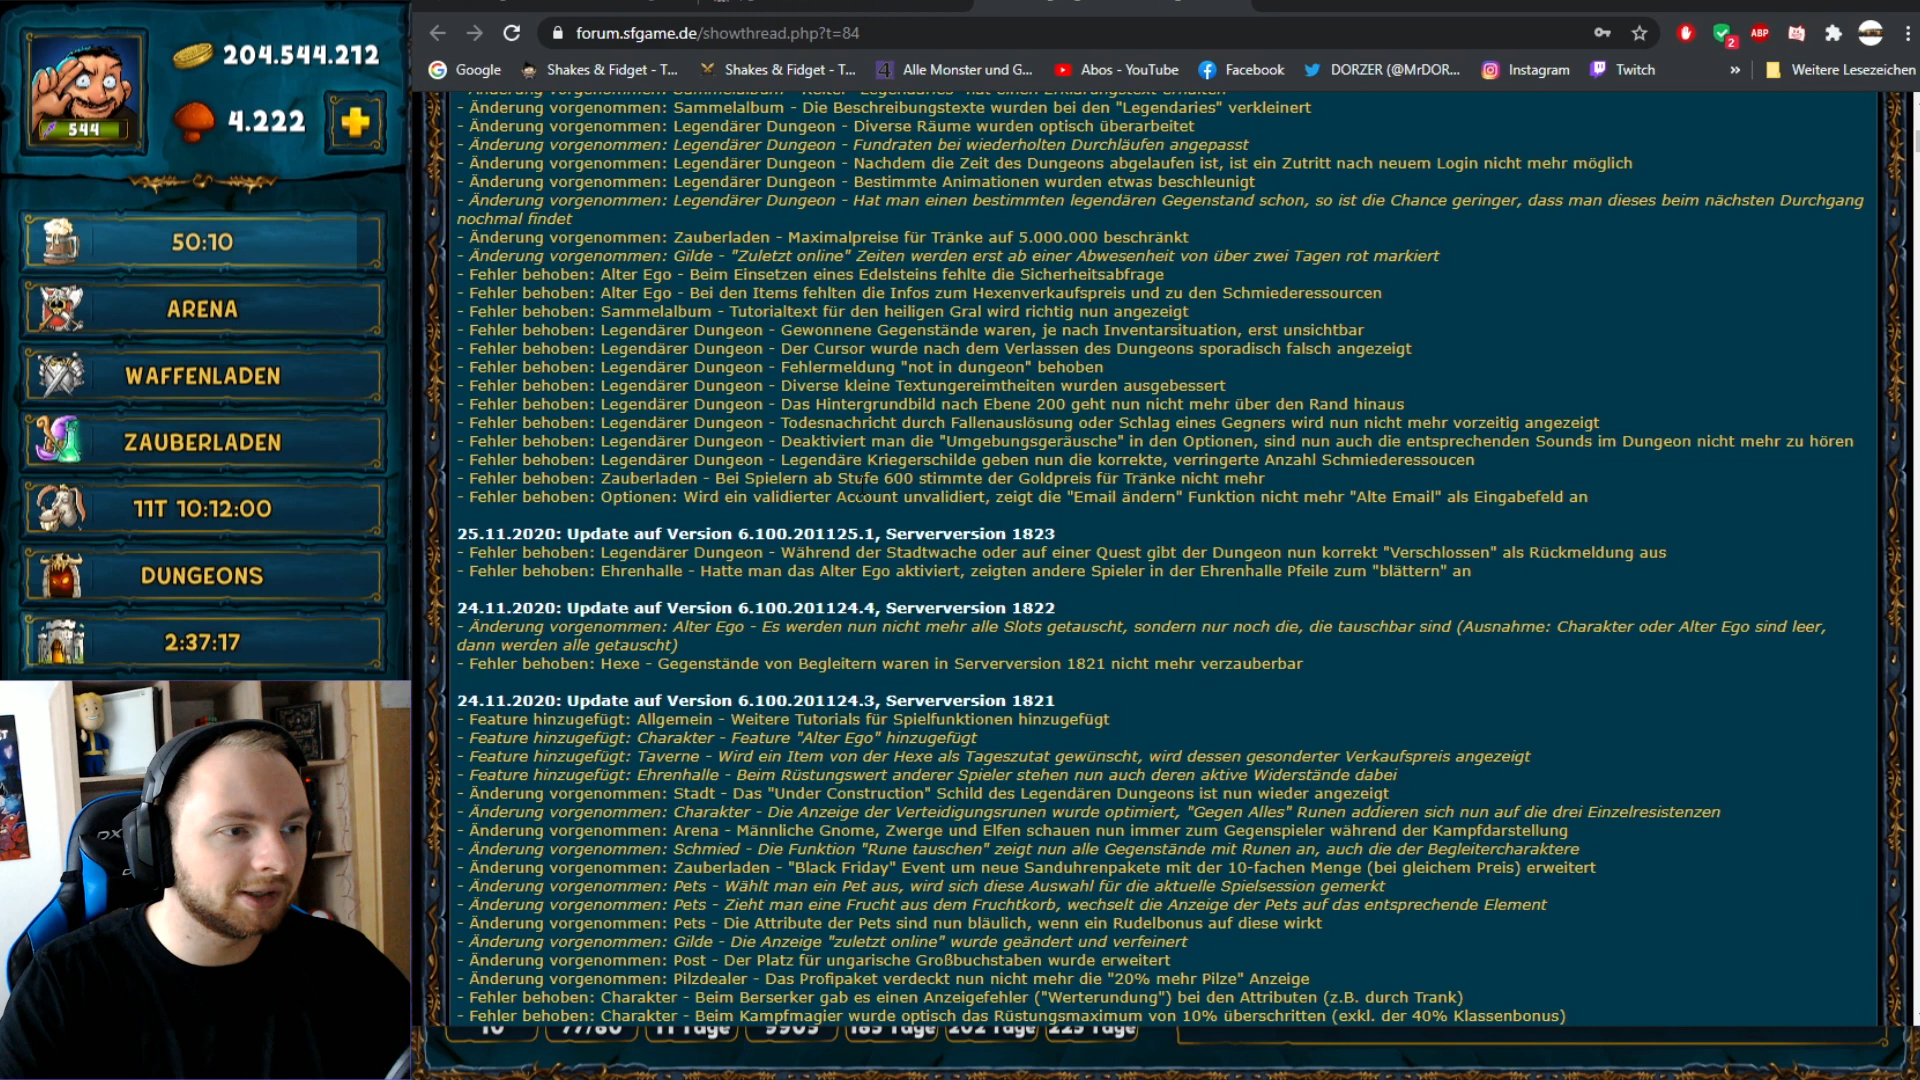 204.544.212
4.222
544
50:10
ARENA
WAFFENLADEN
ZAUBERLADEN
11T 10:12:00
DUNGEONS
2:37:17
DX
forum.sfgame.de/showthread.php?t=84
2
ABP
Google
Shakes & Fidget - T...
Shakes & Fidget - T...
4
Alle Monster und G...
Abos - YouTube
Facebook
DORZER (@MrDOR...
Instagram
Twitch
»
Weitere Lesezeichen
- Änderung vorgenommen: Sammelalbum - Die Beschreibungstexte wurden bei den "Legendaries" verkleinert
- Änderung vorgenommen: Legendärer Dungeon - Diverse Räume wurden optisch überarbeitet
- Änderung vorgenommen: Legendärer Dungeon - Fundraten bei wiederholten Durchläufen angepasst
- Änderung vorgenommen: Legendärer Dungeon - Nachdem die Zeit des Dungeons abgelaufen ist, ist ein Zutritt nach neuem Login nicht mehr möglich
- Änderung vorgenommen: Legendärer Dungeon - Bestimmte Animationen wurden etwas beschleunigt
- Änderung vorgenommen: Legendärer Dungeon - Hat man einen bestimmten legendären Gegenstand schon, so ist die Chance geringer, dass man dieses beim nächsten Durchgang
nochmal findet
- Änderung vorgenommen: Zauberladen - Maximalpreise für Tränke auf 5.000.000 beschränkt
- Änderung vorgenommen: Gilde - "Zuletzt online" Zeiten werden erst ab einer Abwesenheit von über zwei Tagen rot markiert
- Fehler behoben: Alter Ego - Beim Einsetzen eines Edelsteins fehlte die Sicherheitsabfrage
- Fehler behoben: Alter Ego - Bei den Items fehlten die Infos zum Hexenverkaufspreis und zu den Schmiederessourcen
- Fehler behoben: Sammelalbum - Tutorialtext für den heiligen Gral wird richtig nun angezeigt
- Fehler behoben: Legendärer Dungeon - Gewonnene Gegenstände waren, je nach Inventarsituation, erst unsichtbar
- Fehler behoben: Legendärer Dungeon - Der Cursor wurde nach dem Verlassen des Dungeons sporadisch falsch angezeigt
- Fehler behoben: Legendärer Dungeon - Fehlermeldung "not in dungeon" behoben
- Fehler behoben: Legendärer Dungeon - Diverse kleine Textungereimtheiten wurden ausgebessert
- Fehler behoben: Legendärer Dungeon - Das Hintergrundbild nach Ebene 200 geht nun nicht mehr über den Rand hinaus
- Fehler behoben: Legendärer Dungeon - Todesnachricht durch Fallenauslösung oder Schlag eines Gegners wird nun nicht mehr vorzeitig angezeigt
- Fehler behoben: Legendärer Dungeon - Deaktiviert man die "Umgebungsgeräusche" in den Optionen, sind nun auch die entsprechenden Sounds im Dungeon nicht mehr zu hören
- Fehler behoben: Legendärer Dungeon - Legendäre Kriegerschilde geben nun die korrekte, verringerte Anzahl Schmiederessoucen
- Fehler behoben: Zauberladen - Bei Spielern ab Stufe 600 stimmte der Goldpreis für Tränke nicht mehr
- Fehler behoben: Optionen: Wird ein validierter Account unvalidiert, zeigt die "Email ändern" Funktion nicht mehr "Alte Email" als Eingabefeld an
25.11.2020: Update auf Version 6.100.201125.1, Serverversion 1823
- Fehler behoben: Legendärer Dungeon - Während der Stadtwache oder auf einer Quest gibt der Dungeon nun korrekt "Verschlossen" als Rückmeldung aus
- Fehler behoben: Ehrenhalle - Hatte man das Alter Ego aktiviert, zeigten andere Spieler in der Ehrenhalle Pfeile zum "blättern" an
24.11.2020: Update auf Version 6.100.201124.4, Serverversion 1822
- Änderung vorgenommen: Alter Ego - Es werden nun nicht mehr alle Slots getauscht, sondern nur noch die, die tauschbar sind (Ausnahme: Charakter oder Alter Ego sind leer,
dann werden alle getauscht)
- Fehler behoben: Hexe - Gegenstände von Begleitern waren in Serverversion 1821 nicht mehr verzauberbar
24.11.2020: Update auf Version 6.100.201124.3, Serverversion 1821
- Feature hinzugefügt: Allgemein - Weitere Tutorials für Spielfunktionen hinzugefügt
- Feature hinzugefügt: Charakter - Feature "Alter Ego" hinzugefügt
- Feature hinzugefügt: Taverne - Wird ein Item von der Hexe als Tageszutat gewünscht, wird dessen gesonderter Verkaufspreis angezeigt
- Feature hinzugefügt: Ehrenhalle - Beim Rüstungswert anderer Spieler stehen nun auch deren aktive Widerstände dabei
- Änderung vorgenommen: Stadt - Das "Under Construction" Schild des Legendären Dungeons ist nun wieder angezeigt
- Änderung vorgenommen: Charakter - Die Anzeige der Verteidigungsrunen wurde optimiert, "Gegen Alles" Runen addieren sich nun auf die drei Einzelresistenzen
- Änderung vorgenommen: Arena - Männliche Gnome, Zwerge und Elfen schauen nun immer zum Gegenspieler während der Kampfdarstellung
- Änderung vorgenommen: Schmied - Die Funktion "Rune tauschen" zeigt nun alle Gegenstände mit Runen an, auch die der Begleitercharaktere
- Änderung vorgenommen: Zauberladen - "Black Friday" Event um neue Sanduhrenpakete mit der 10-fachen Menge (bei gleichem Preis) erweitert
- Änderung vorgenommen: Pets - Wählt man ein Pet aus, wird sich diese Auswahl für die aktuelle Spielsession gemerkt
- Änderung vorgenommen: Pets - Zieht man eine Frucht aus dem Fruchtkorb, wechselt die Anzeige der Pets auf das entsprechende Element
- Änderung vorgenommen: Pets - Die Attribute der Pets sind nun bläulich, wenn ein Rudelbonus auf diese wirkt
- Änderung vorgenommen: Gilde - Die Anzeige "zuletzt online" wurde geändert und verfeinert
- Änderung vorgenommen: Post - Der Platz für ungarische Großbuchstaben wurde erweitert
- Änderung vorgenommen: Pilzdealer - Das Profipaket verdeckt nun nicht mehr die "20% mehr Pilze" Anzeige
- Fehler behoben: Charakter - Beim Berserker gab es einen Anzeigefehler ("Werterundung") bei den Attributen (z.B. durch Trank)
- Fehler behoben: Charakter - Beim Kampfmagier wurde optisch das Rüstungsmaximum von 10% überschritten (exkl. der 40% Klassenbonus)
10 77/80 11 Tage 9905 185 Tage 202 Tage 225 Tage